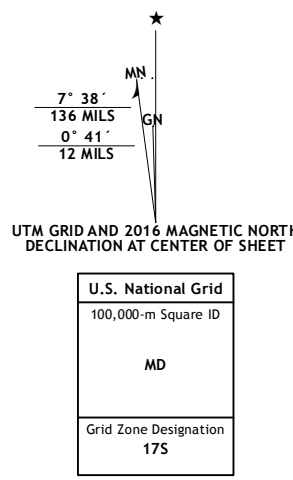 ★
MN
7° 38´
136 MILS
GN
0° 41´
12 MILS
UTM GRID AND 2016 MAGNETIC NORTH
DECLINATION AT CENTER OF SHEET
U.S. National Grid
100,000-m Square ID
MD
Grid Zone Designation
17S